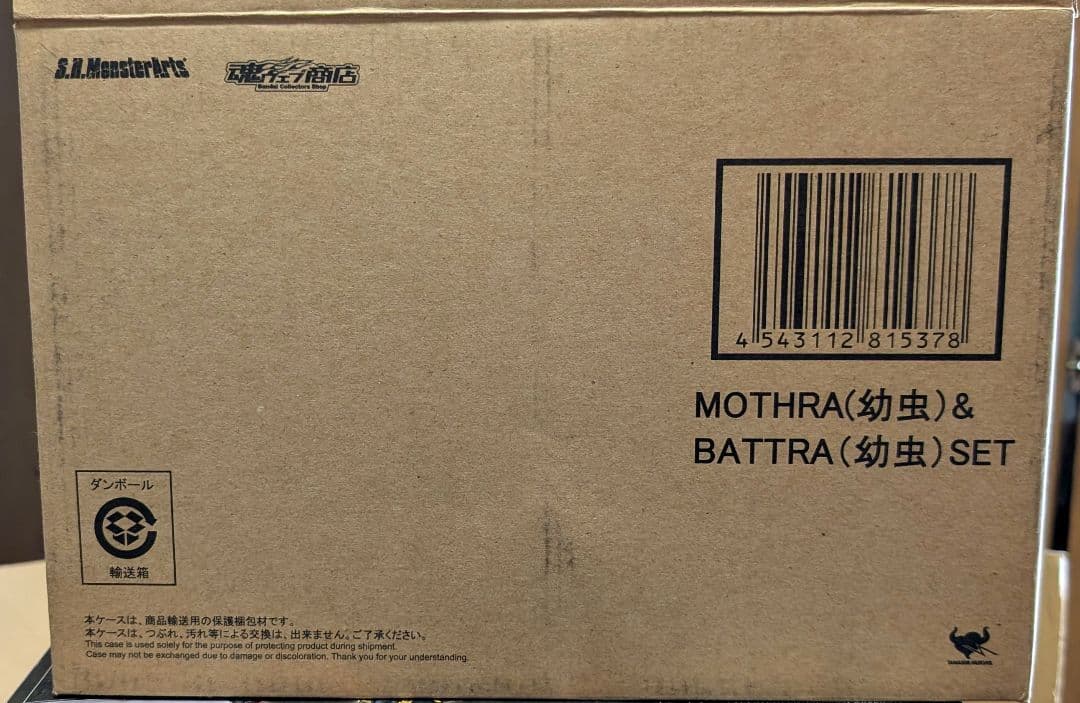 S.H.MonsterArts
魂ウェブ商店
Bandai Collectors Shop
4 543112 815378
MOTHRA(幼虫)&
BATTRA(幼虫)SET
ダンボール
輸送箱
本ケースは、商品輸送用の保護梱包材です。
本ケースは、つぶれ、汚れ等による交換は、出来ません。ご了承ください。
This case is used solely for the purpose of protecting product during shipment.
Case may not be exchanged due to damage or discoloration. Thank you for your understanding.
TAMASHII NATIONS